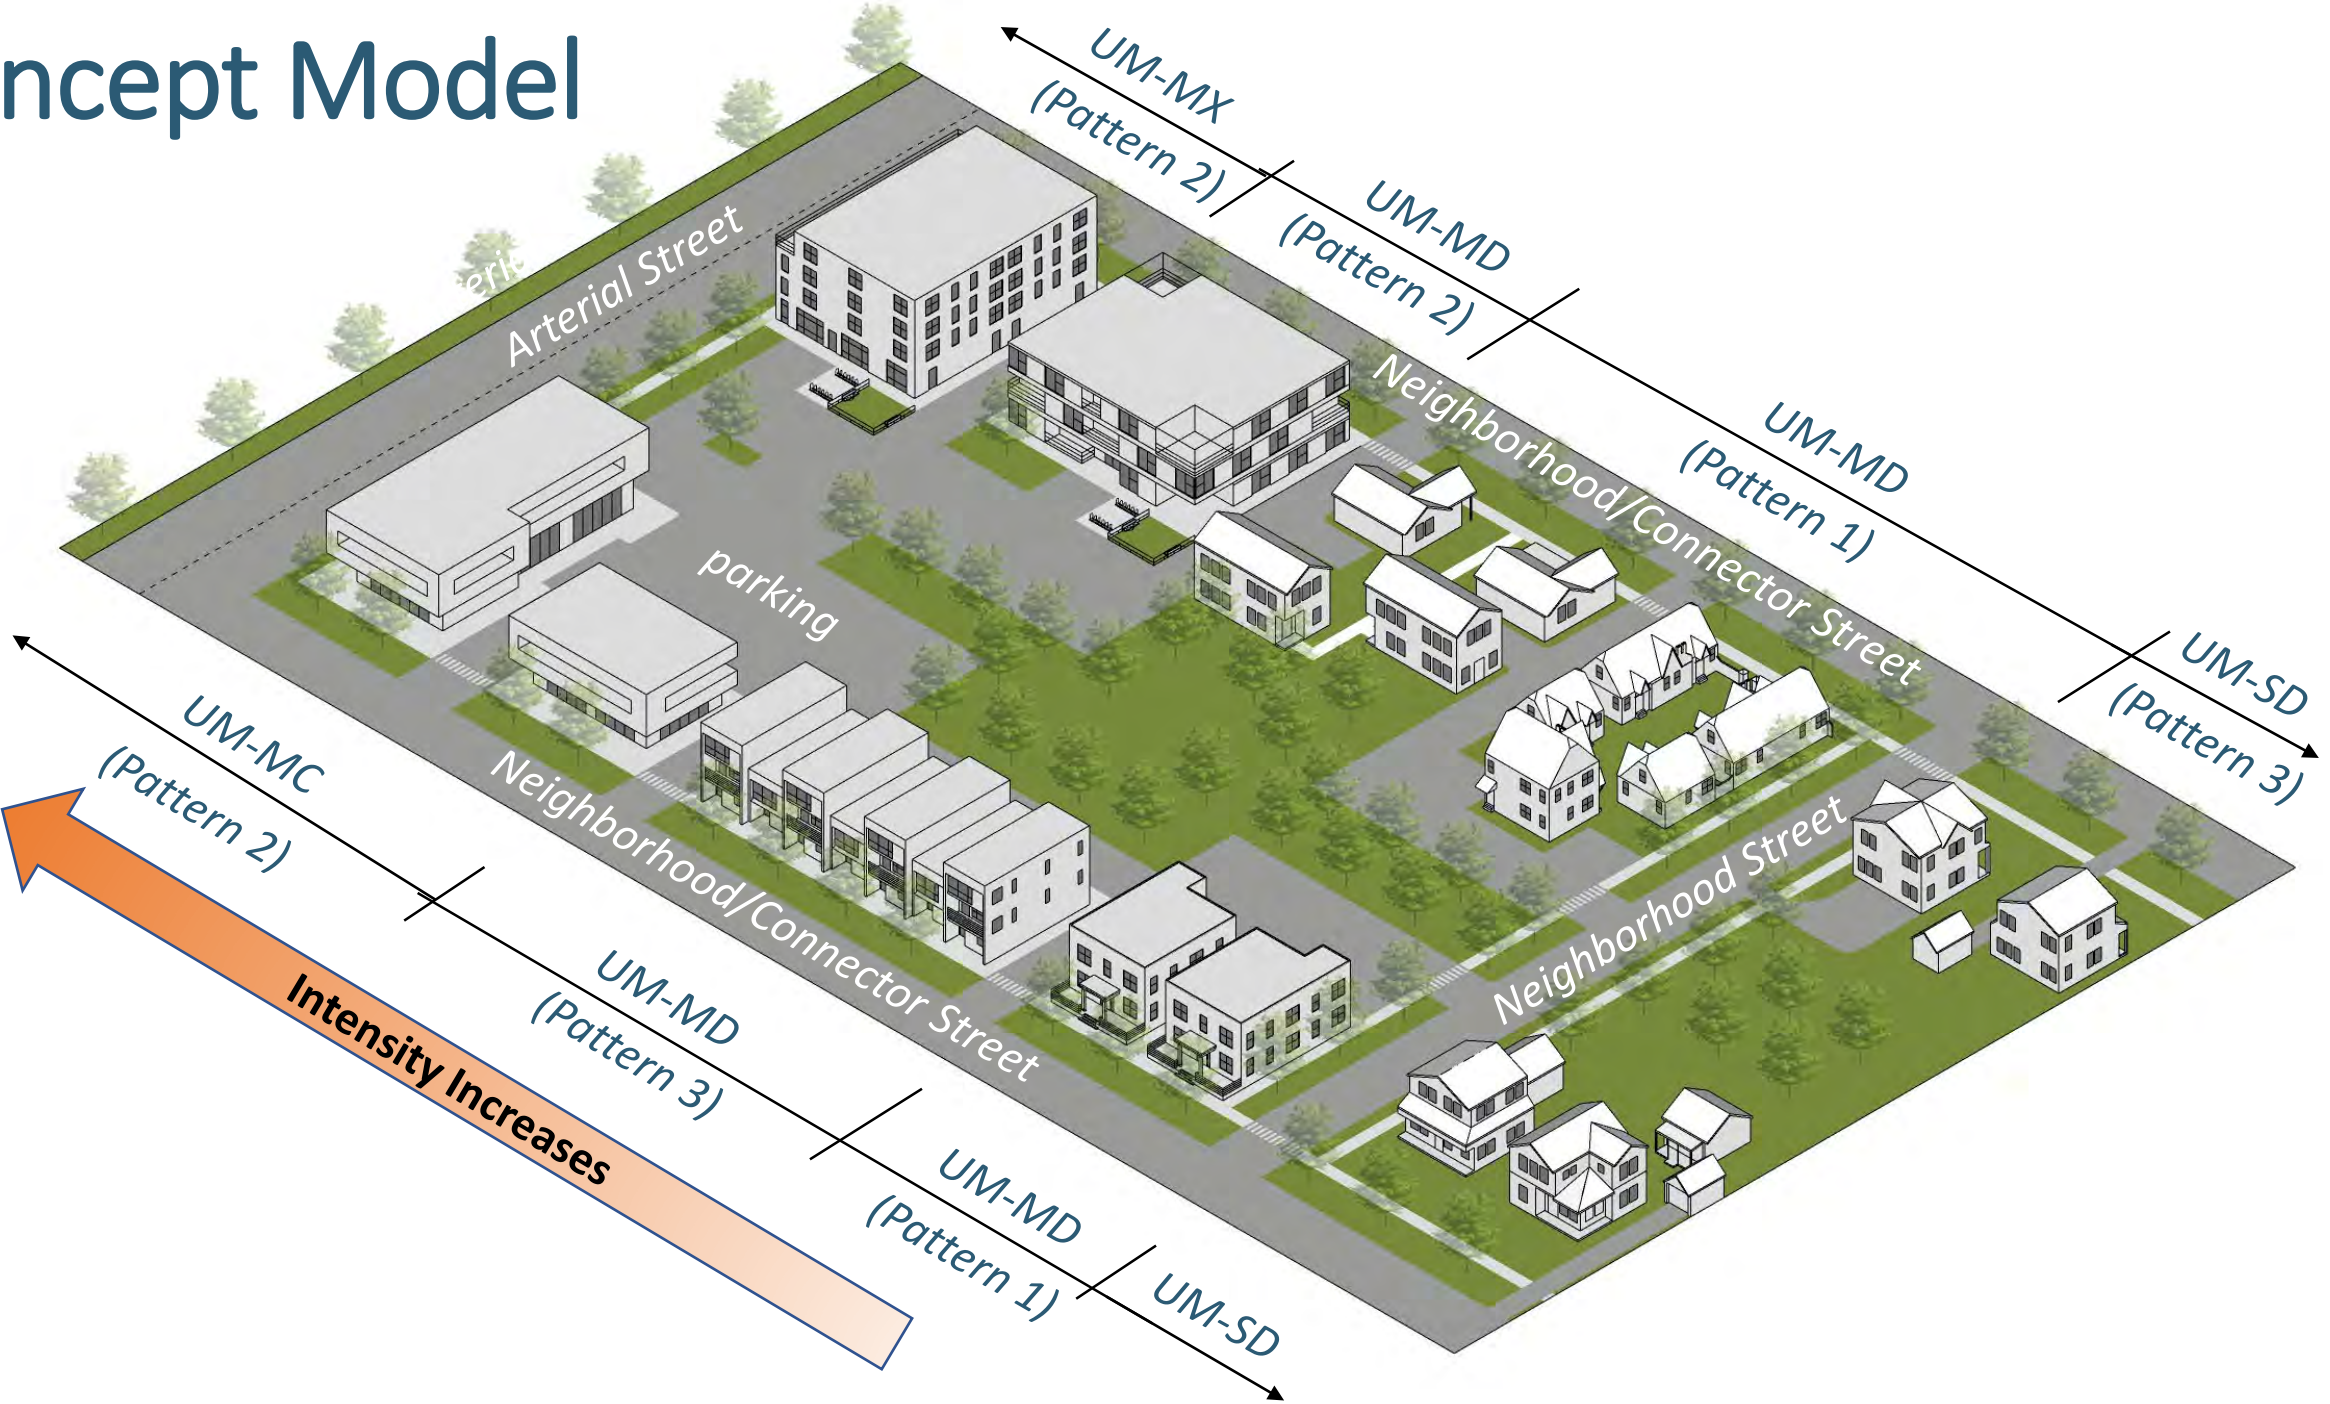 ncept Model
UM-MX
(Pattern 2)
UM-MD
(Pattern 2)
UM-MD
(Pattern 1)
UM-SD
(Pattern 3)
Arterial Street
Neighborhood/Connector Street
parking
Neighborhood Street
Neighborhood/Connector Street
UM-MC
(Pattern 2)
UM-MD
(Pattern 3)
UM-MD
(Pattern 1)
UM-SD
Intensity Increases